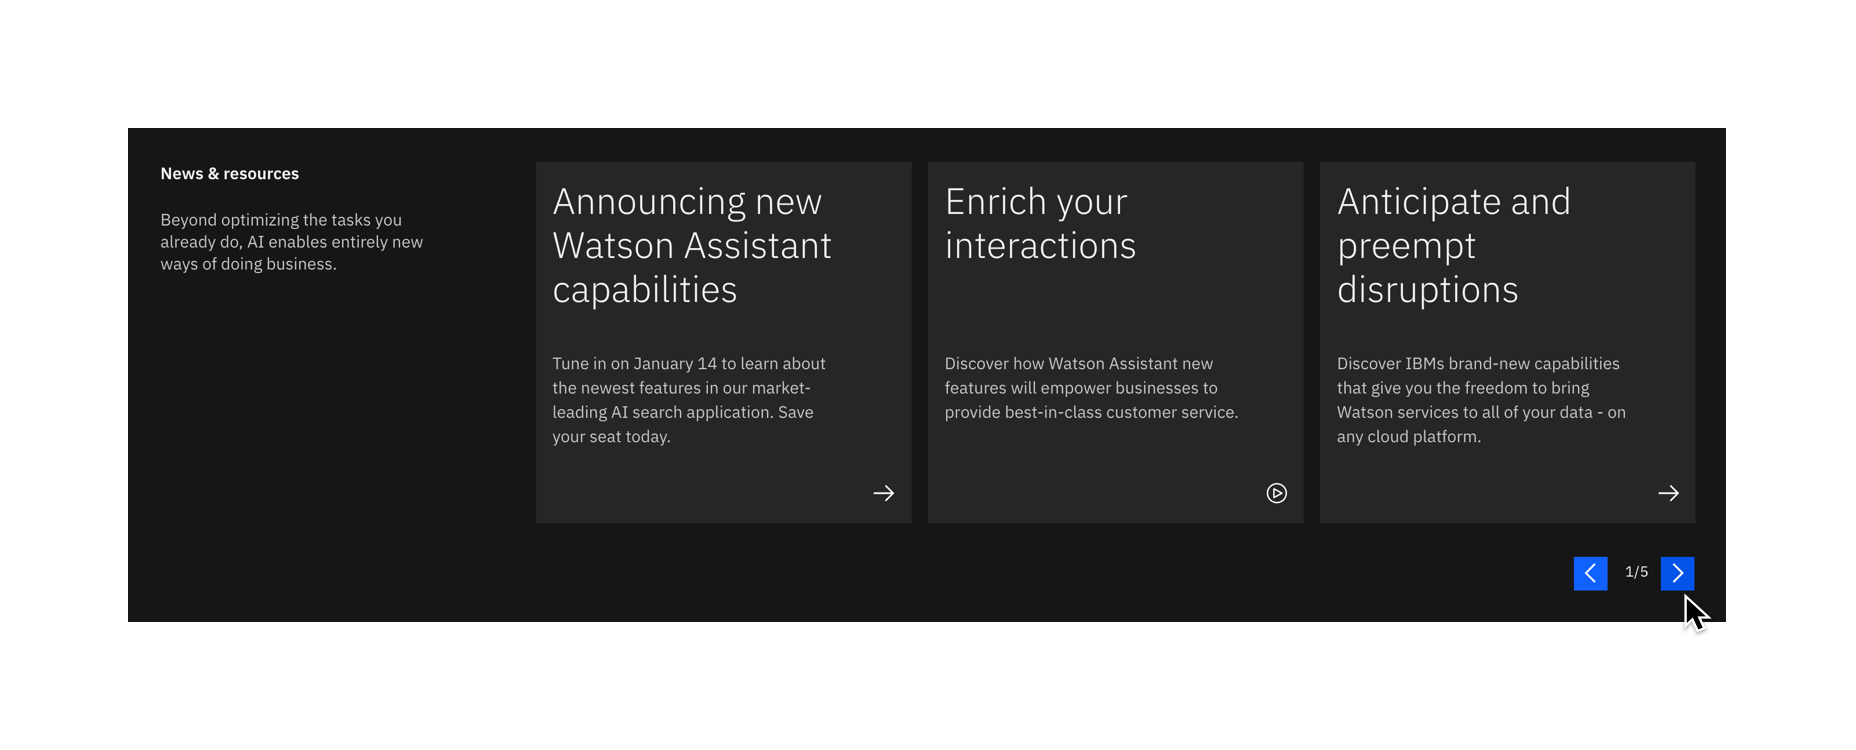 News & resources
Beyond optimizing the tasks you
already do, AI enables entirely new
ways of doing business.
Announcing new
Watson Assistant
capabilities
Tune in on January 14 to learn about
the newest features in our market-
leading AI search application. Save
your seat today.
Enrich your
interactions
Discover how Watson Assistant new
features will empower businesses to
provide best-in-class customer service.
Anticipate and
preempt
disruptions
Discover IBMs brand-new capabilities
that give you the freedom to bring
Watson services to all of your data - on
any cloud platform.
1/5